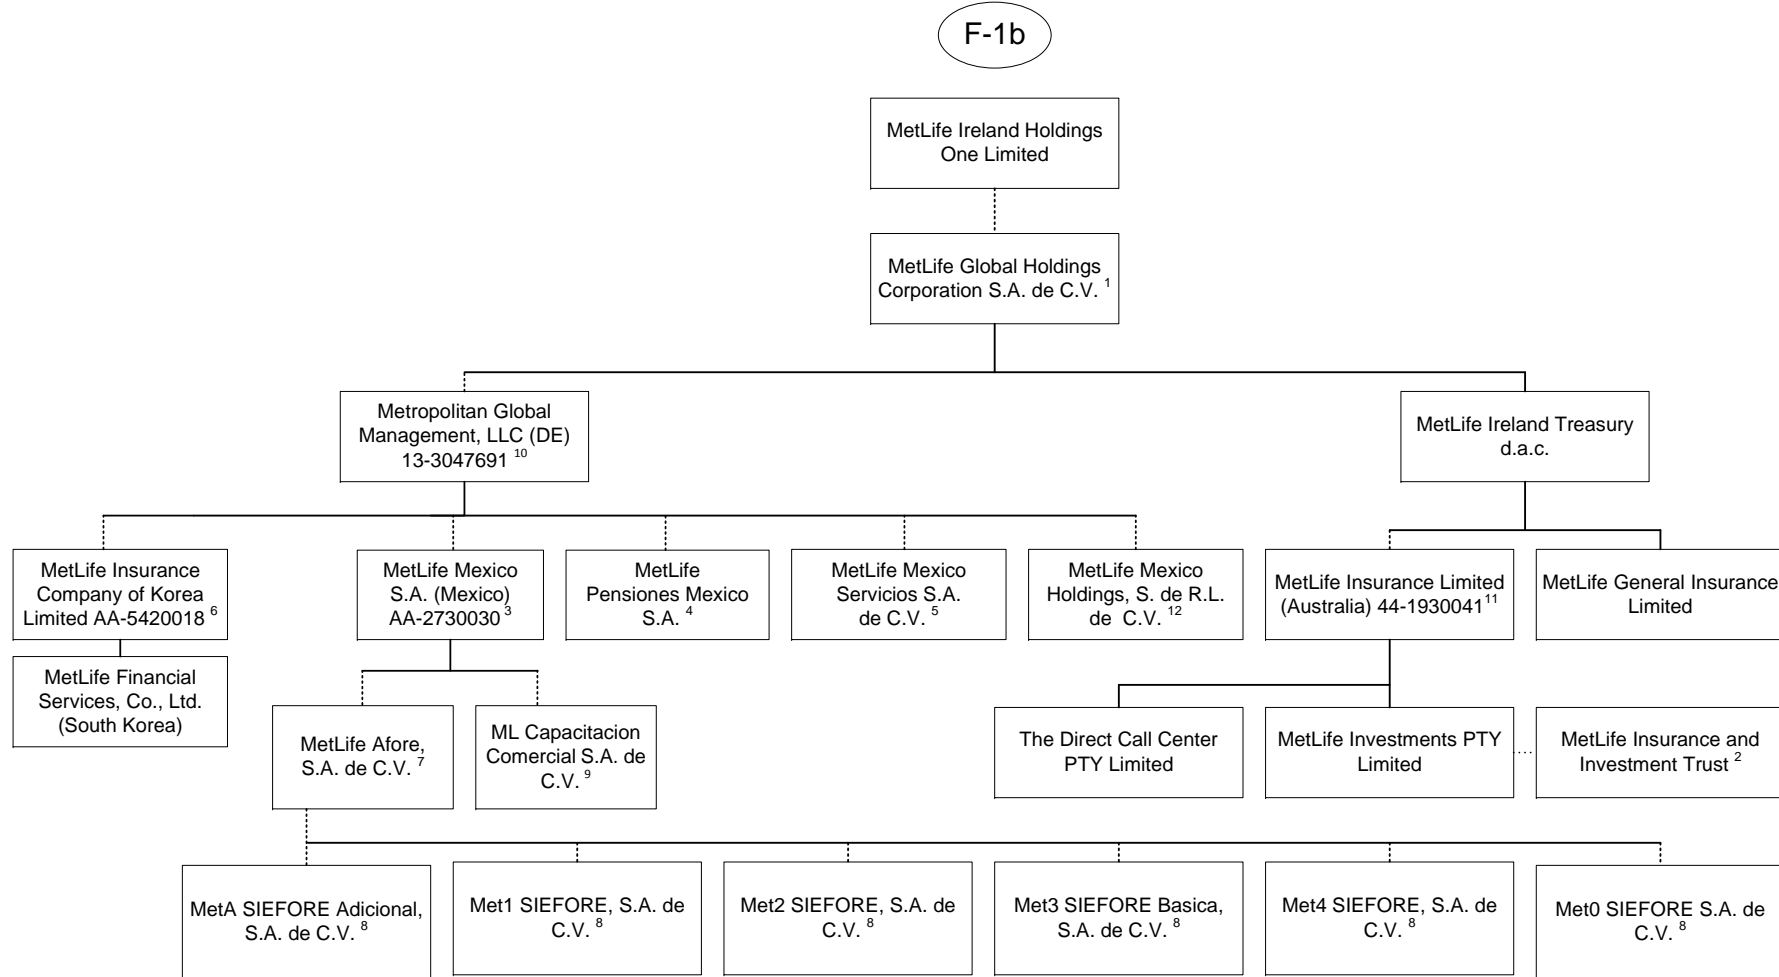 F-1b
MetLife Ireland Holdings
One Limited
MetLife Global Holdings
Corporation S.A. de C.V. 1
Metropolitan Global
Management, LLC (DE)
13-3047691 10
MetLife Ireland Treasury
d.a.c.
MetLife Insurance
Company of Korea
Limited AA-5420018 6
MetLife Mexico
S.A. (Mexico)
AA-2730030 3
MetLife
Pensiones Mexico
S.A. 4
MetLife Mexico
Servicios S.A.
de C.V. 5
MetLife Mexico
Holdings, S. de R.L.
de C.V. 12
MetLife Insurance Limited
(Australia) 44-1930041 11
MetLife General Insurance
Limited
MetLife Financial
Services, Co., Ltd.
(South Korea)
MetLife Afore,
S.A. de C.V. 7
ML Capacitacion
Comercial S.A. de
C.V. 9
The Direct Call Center
PTY Limited
MetLife Investments PTY
Limited
MetLife Insurance and
Investment Trust 2
MetA SIEFORE Adicional,
S.A. de C.V. 8
Met1 SIEFORE, S.A. de
C.V. 8
Met2 SIEFORE, S.A. de
C.V. 8
Met3 SIEFORE Basica,
S.A. de C.V. 8
Met4 SIEFORE, S.A. de
C.V. 8
Met0 SIEFORE S.A. de
C.V. 8